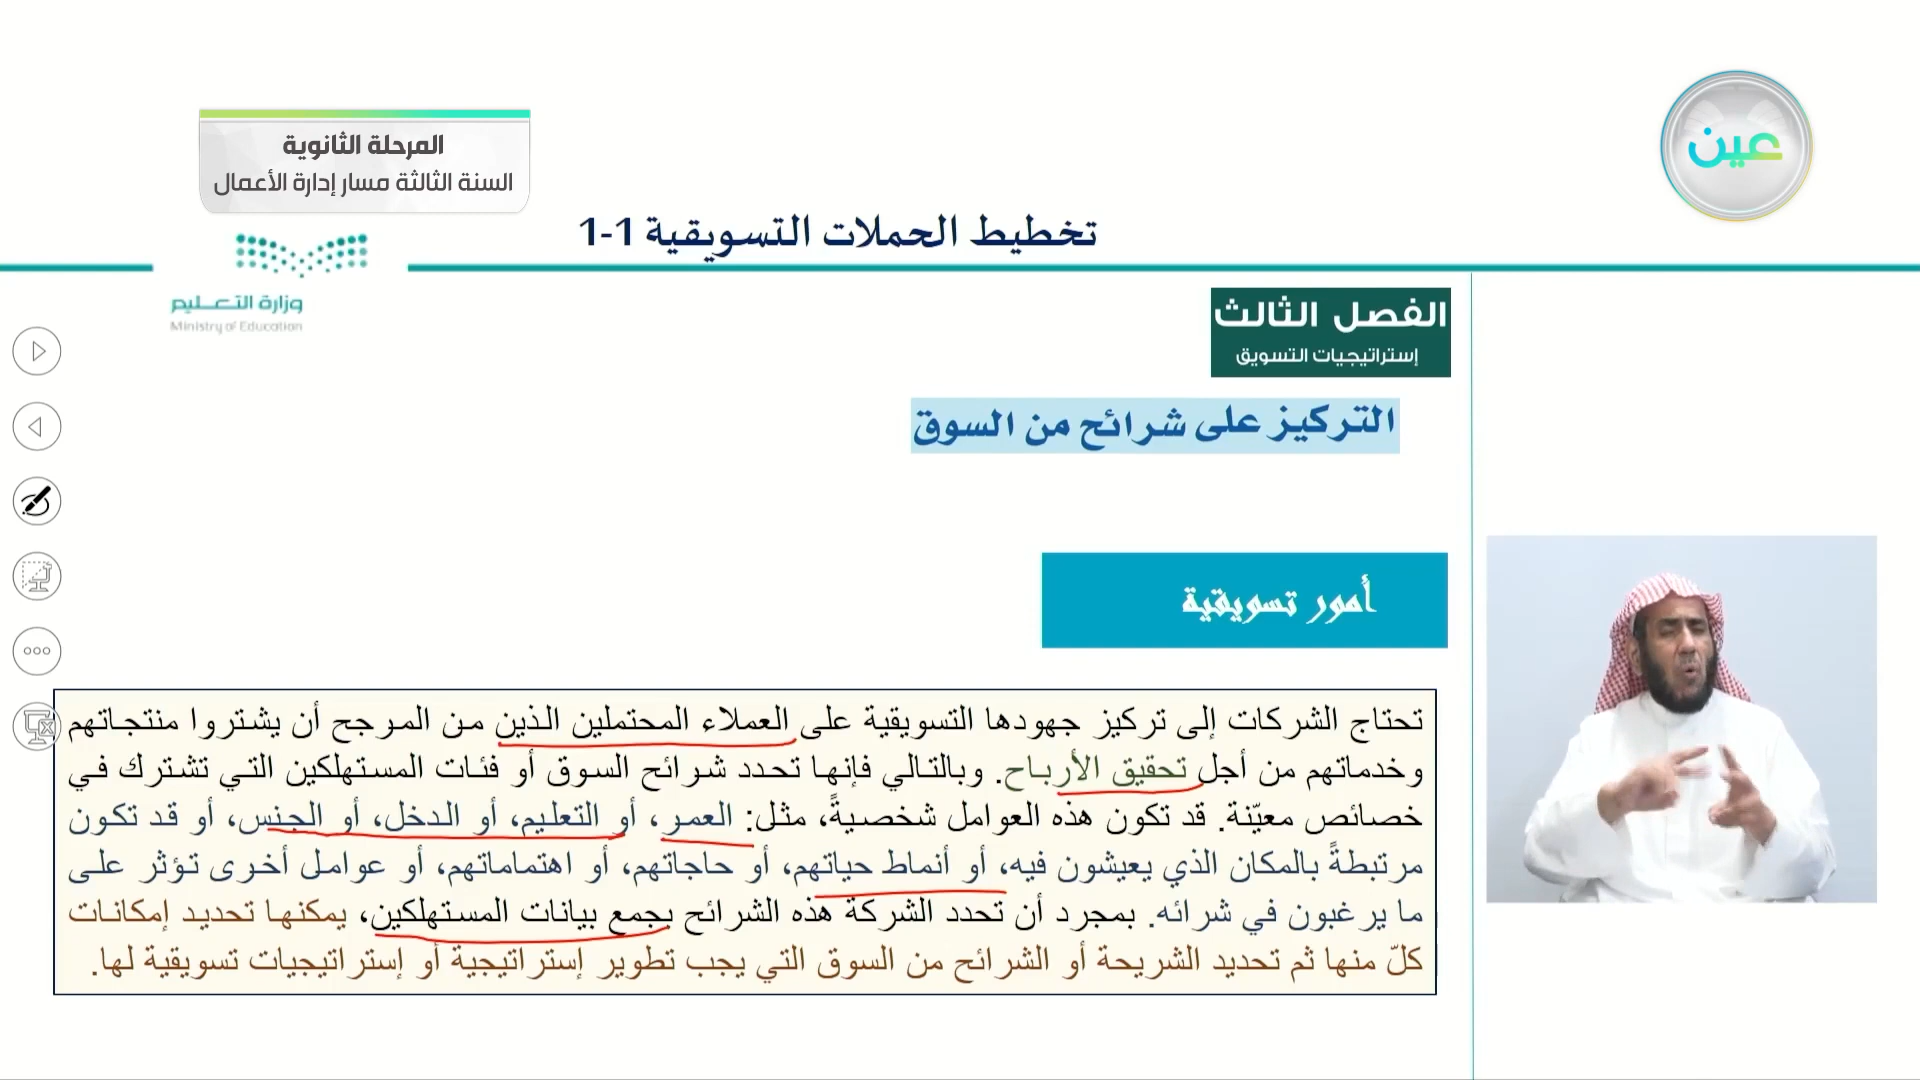 عين
المرحلة الثانوية
السنة الثالثة مسار إدارة الأعمال
تخطيط الحملات التسويقية 1-1
وزارة التعليم
Ministry of Education
الفصل الثالث
إستراتيجيات التسويق
التركيز على شرائح من السوق
أمور تسويقية
تحتاج الشركات إلى تركيز جهودها التسويقية على العملاء المحتملين الذين من المرجح أن يشتروا منتجاتهم
وخدماتهم من أجل تحقيق الأرباح. وبالتالي فإنها تحدد شرائح السوق أو فئات المستهلكين التي تشترك في
خصائص معيّنة. قد تكون هذه العوامل شخصيةً، مثل: العمر، أو التعليم، أو الدخل، أو الجنس، أو قد تكون
مرتبطةً بالمكان الذي يعيشون فيه، أو أنماط حياتهم، أو حاجاتهم، أو اهتماماتهم، أو عوامل أخرى تؤثر على
ما يرغبون في شرائه. بمجرد أن تحدد الشركة هذه الشرائح بجمع بيانات المستهلكين، يمكنها تحديد إمكانات
كلّ منها ثم تحديد الشريحة أو الشرائح من السوق التي يجب تطوير إستراتيجية أو إستراتيجيات تسويقية لها.